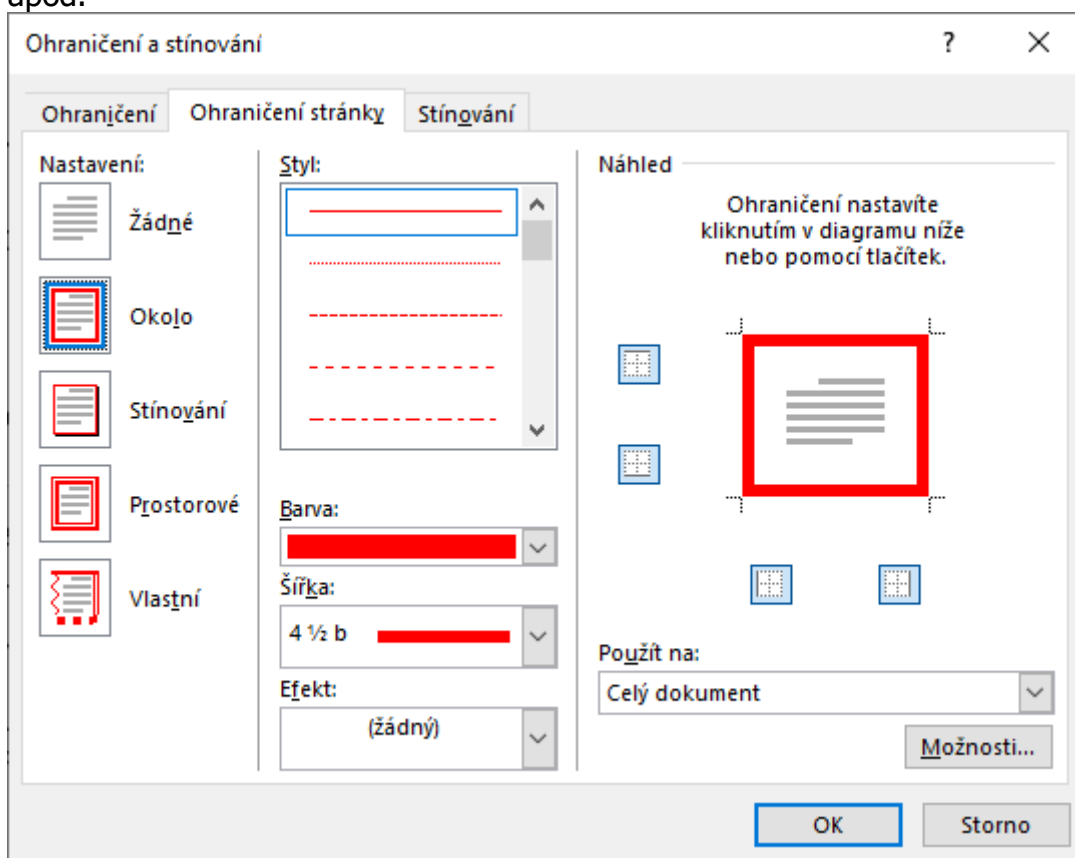 apod.
Ohraničení a stínování
?
Ohraničení
Ohraničení stránky
Stínování
Nastavení:
Žádné
Okolo
Stínování
Prostorové
Vlastní
Styl:
Barva:
Šířka:
4 ½ b
Efekt:
(žádný)
Náhled
Ohraničení nastavíte
kliknutím v diagramu níže
nebo pomocí tlačítek.
Použít na:
Celý dokument
Možnosti...
OK
Storno